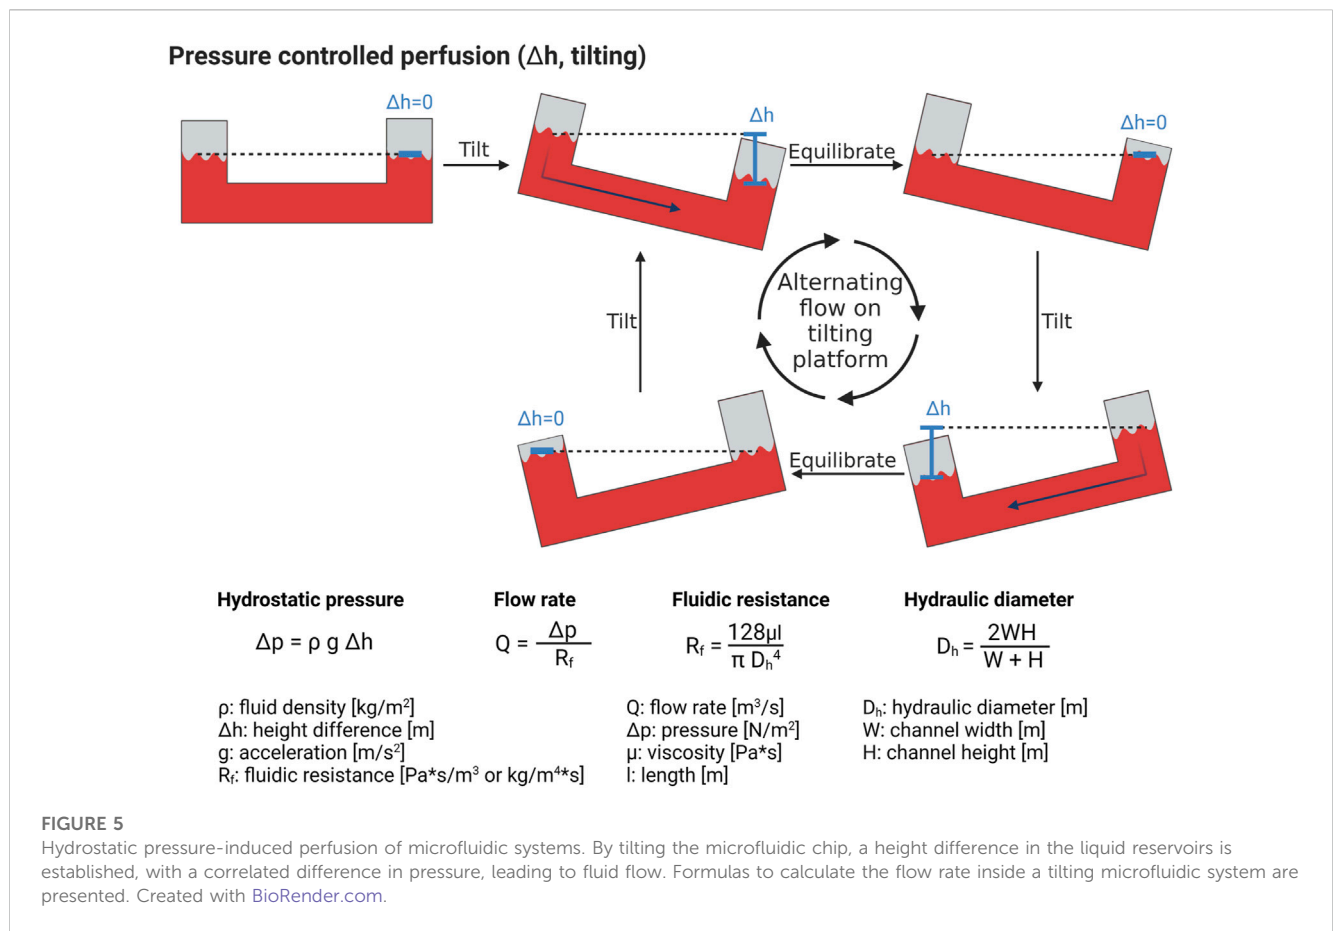 Pressure controlled perfusion (Δh, tilting)
Δh=0
Tilt
Δh
Equilibrate
Δh=0
Tilt
Alternating
flow on
tilting
platform
Tilt
Δh=0
Equilibrate
Δh
Hydrostatic pressure
Δp = ρ g Δh
Flow rate
Q = Δp / Rf
Fluidic resistance
Rf = 128μl / π Dh⁴
Hydraulic diameter
Dh = 2WH / W + H
ρ: fluid density [kg/m²]
Δh: height difference [m]
g: acceleration [m/s²]
Rf: fluidic resistance [Pa*s/m³ or kg/m⁴*s]
Q: flow rate [m³/s]
Δp: pressure [N/m²]
μ: viscosity [Pa*s]
l: length [m]
Dh: hydraulic diameter [m]
W: channel width [m]
H: channel height [m]
FIGURE 5
Hydrostatic pressure-induced perfusion of microfluidic systems. By tilting the microfluidic chip, a height difference in the liquid reservoirs is
established, with a correlated difference in pressure, leading to fluid flow. Formulas to calculate the flow rate inside a tilting microfluidic system are
presented. Created with BioRender.com.